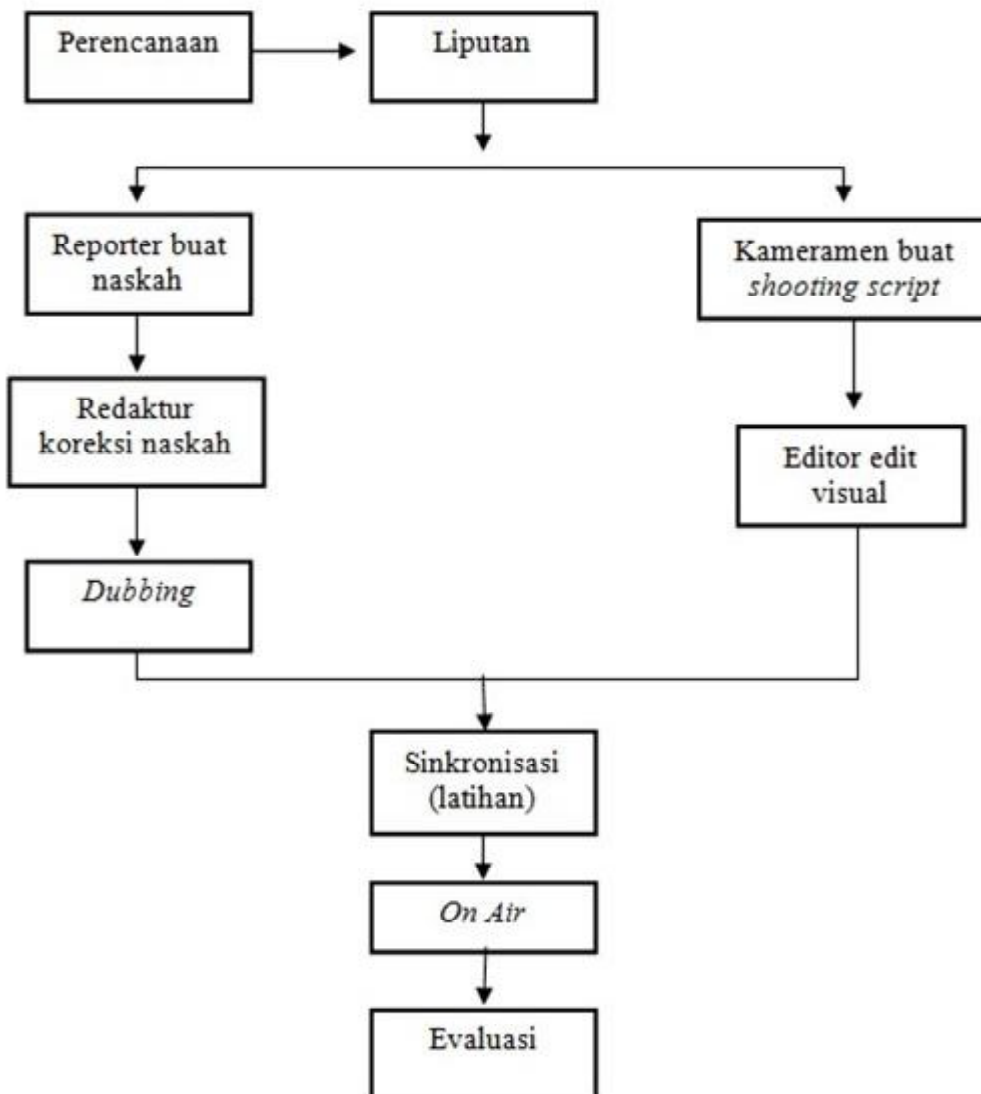 Perencanaan
Liputan
Reporter buat
naskah
Kameramen buat
shooting script
Redaktur
koreksi naskah
Editor edit
visual
Dubbing
Sinkronisasi
(latihan)
On Air
Evaluasi